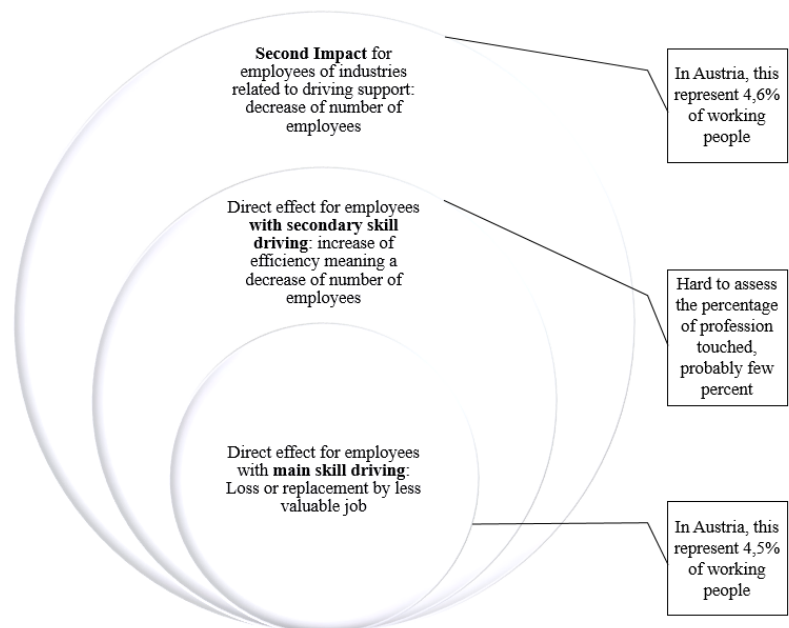 Second Impact for
employees of industries
related to driving support:
decrease of number of
employees
In Austria, this
represent 4,6%
of working
people
Direct effect for employees
with secondary skill
driving: increase of
efficiency meaning a
decrease of number of
employees
Hard to assess
the percentage
of profession
touched,
probably few
percent
Direct effect for employees
with main skill driving:
Loss or replacement by less
valuable job
In Austria, this
represent 4,5%
of working
people